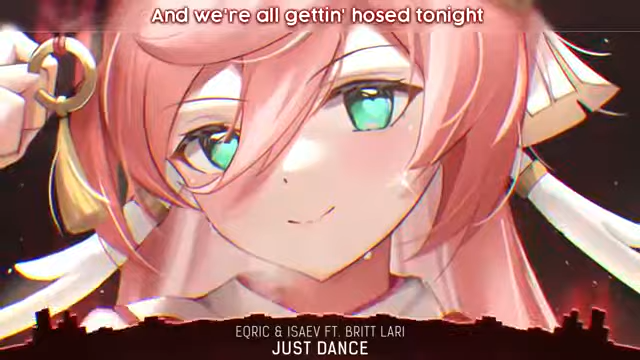 And we're all gettin' hosed tonight
EQRIC & ISAEV FT. BRITT LARI
JUST DANCE